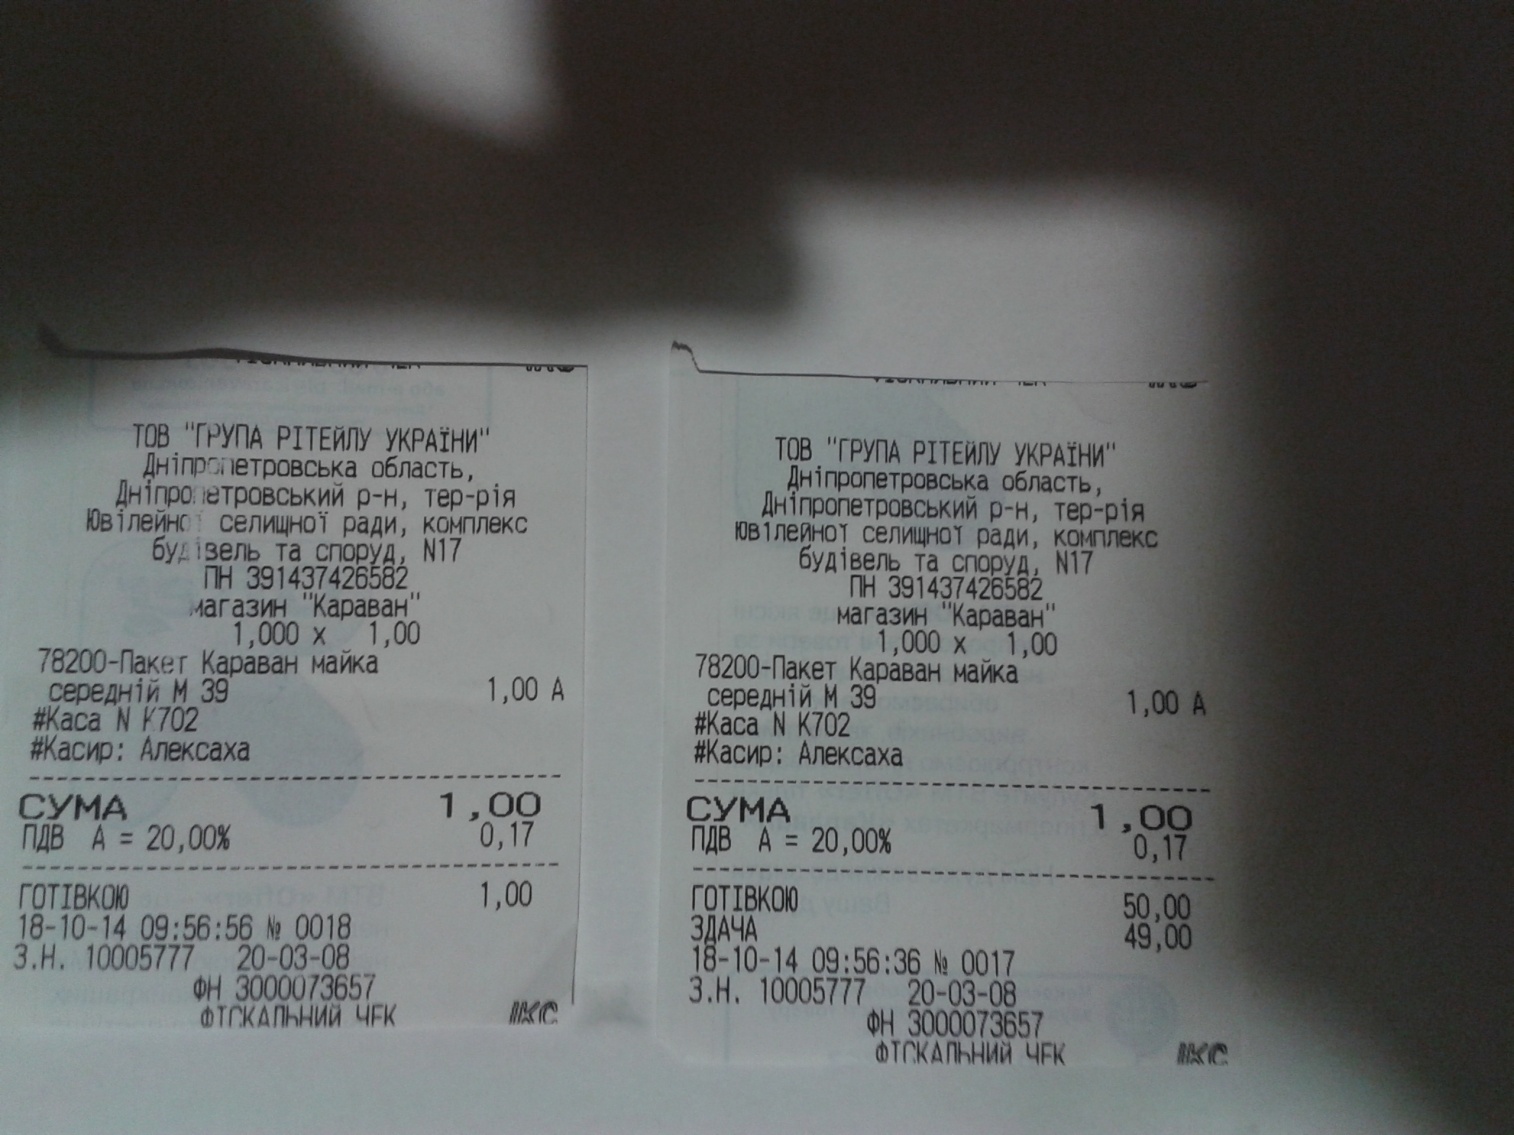 ТОВ "ГРУПА РІТЕЙЛУ УКРАЇНИ"
Дніпропетровська область,
Дніпропетровський р-н, тер-рія
Ювілейної селищної ради, комплекс
будівель та споруд, N17
ПН 391437426582
магазин "Караван"
1,000 x 1,00
78200-Пакет Караван майка
середній М 39 1,00 А
#Каса N К702
#Касир: Алексаха
СУМА 1,00
ПДВ А = 20,00% 0,17
ГОТІВКОЮ 1,00
18-10-14 09:56:56 № 0018
З.Н. 10005777 20-03-08
ФН 3000073657
ФІСКАЛЬНИЙ ЧЕК ІКС
ТОВ "ГРУПА РІТЕЙЛУ УКРАЇНИ"
Дніпропетровська область,
Дніпропетровський р-н, тер-рія
Ювілейної селищної ради, комплекс
будівель та споруд, N17
ПН 391437426582
магазин "Караван"
1,000 x 1,00
78200-Пакет Караван майка
середній М 39 1,00 А
#Каса N К702
#Касир: Алексаха
СУМА 1,00
ПДВ А = 20,00% 0,17
ГОТІВКОЮ 50,00
ЗДАЧА 49,00
18-10-14 09:56:36 № 0017
З.Н. 10005777 20-03-08
ФН 3000073657
ФІСКАЛЬНИЙ ЧЕК ІКС